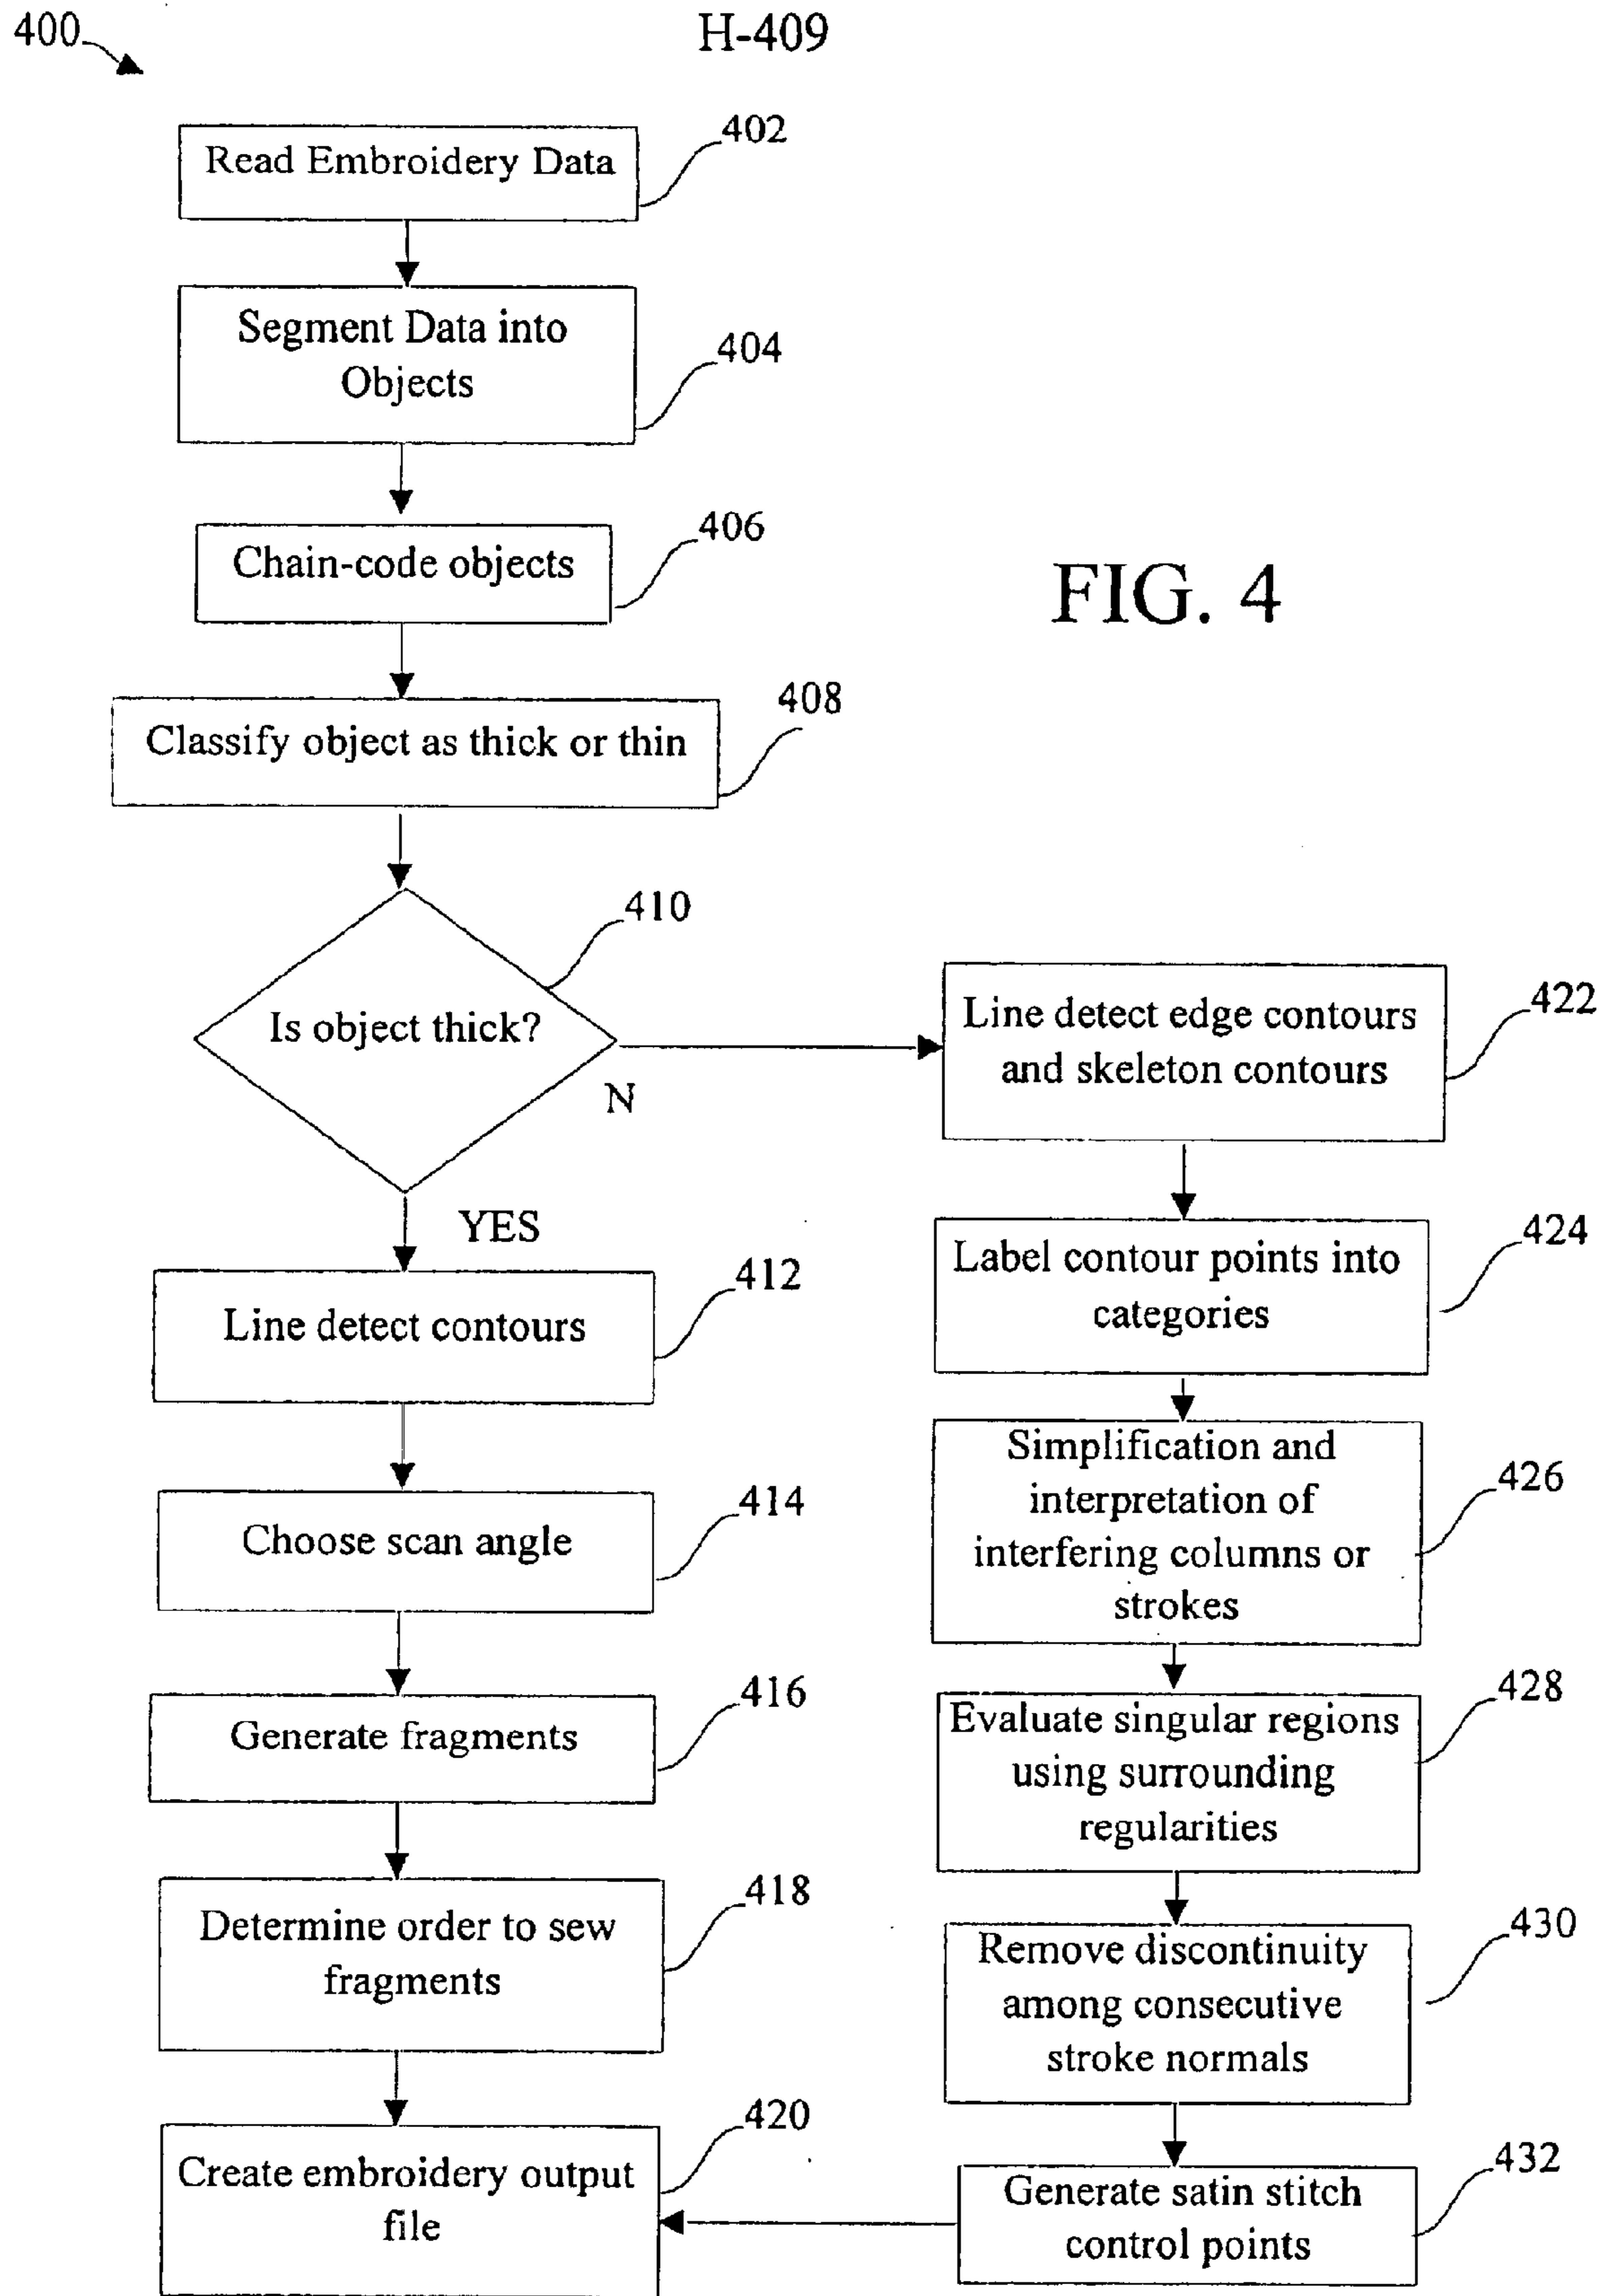 400
H-409
402
Read Embroidery Data
Segment Data into
Objects
404
406
Chain-code objects
FIG. 4
408
Classify object as thick or thin
410
Is object thick?
N
YES
412
Line detect contours
414
Choose scan angle
416
Generate fragments
418
Determine order to sew
fragments
420
Create embroidery output
file
422
Line detect edge contours
and skeleton contours
424
Label contour points into
categories
426
Simplification and
interpretation of
interfering columns or
strokes
428
Evaluate singular regions
using surrounding
regularities
430
Remove discontinuity
among consecutive
stroke normals
432
Generate satin stitch
control points